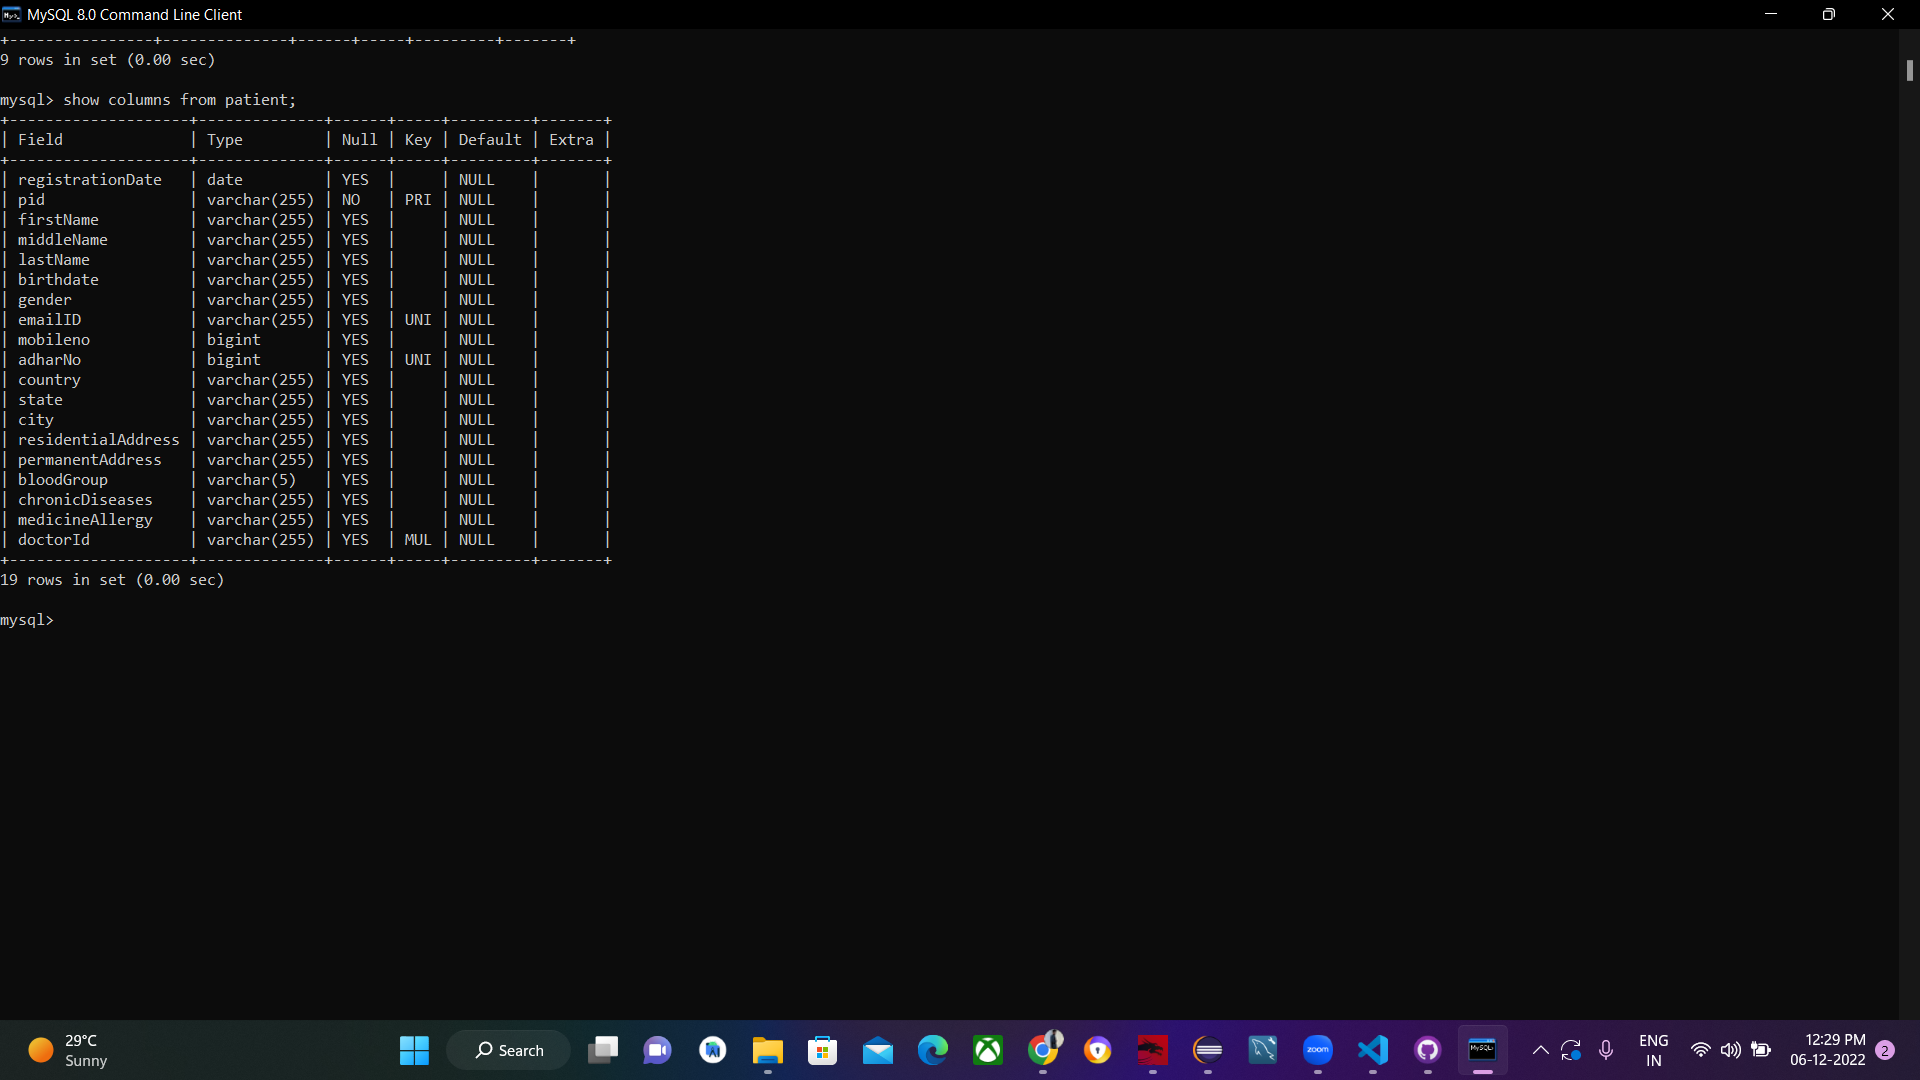 MySQL 8.0 Command Line Client
+----------------+--------------+------+-----+---------+-------+
9 rows in set (0.00 sec)
mysql> show columns from patient;
+--------------------+--------------+------+-----+---------+-------+
| Field              | Type         | Null | Key | Default | Extra |
+--------------------+--------------+------+-----+---------+-------+
| registrationDate   | date         | YES  |     | NULL    |       |
| pid                | varchar(255) | NO   | PRI | NULL    |       |
| firstName          | varchar(255) | YES  |     | NULL    |       |
| middleName         | varchar(255) | YES  |     | NULL    |       |
| lastName           | varchar(255) | YES  |     | NULL    |       |
| birthdate          | varchar(255) | YES  |     | NULL    |       |
| gender             | varchar(255) | YES  |     | NULL    |       |
| emailID            | varchar(255) | YES  | UNI | NULL    |       |
| mobileno           | bigint       | YES  |     | NULL    |       |
| adharNo            | bigint       | YES  | UNI | NULL    |       |
| country            | varchar(255) | YES  |     | NULL    |       |
| state              | varchar(255) | YES  |     | NULL    |       |
| city               | varchar(255) | YES  |     | NULL    |       |
| residentialAddress | varchar(255) | YES  |     | NULL    |       |
| permanentAddress   | varchar(255) | YES  |     | NULL    |       |
| bloodGroup         | varchar(5)   | YES  |     | NULL    |       |
| chronicDiseases    | varchar(255) | YES  |     | NULL    |       |
| medicineAllergy    | varchar(255) | YES  |     | NULL    |       |
| doctorId           | varchar(255) | YES  | MUL | NULL    |       |
+--------------------+--------------+------+-----+---------+-------+
19 rows in set (0.00 sec)
mysql>
29°C
Sunny
Search
zoom
MySQL
ENG
IN
12:29 PM
06-12-2022
2